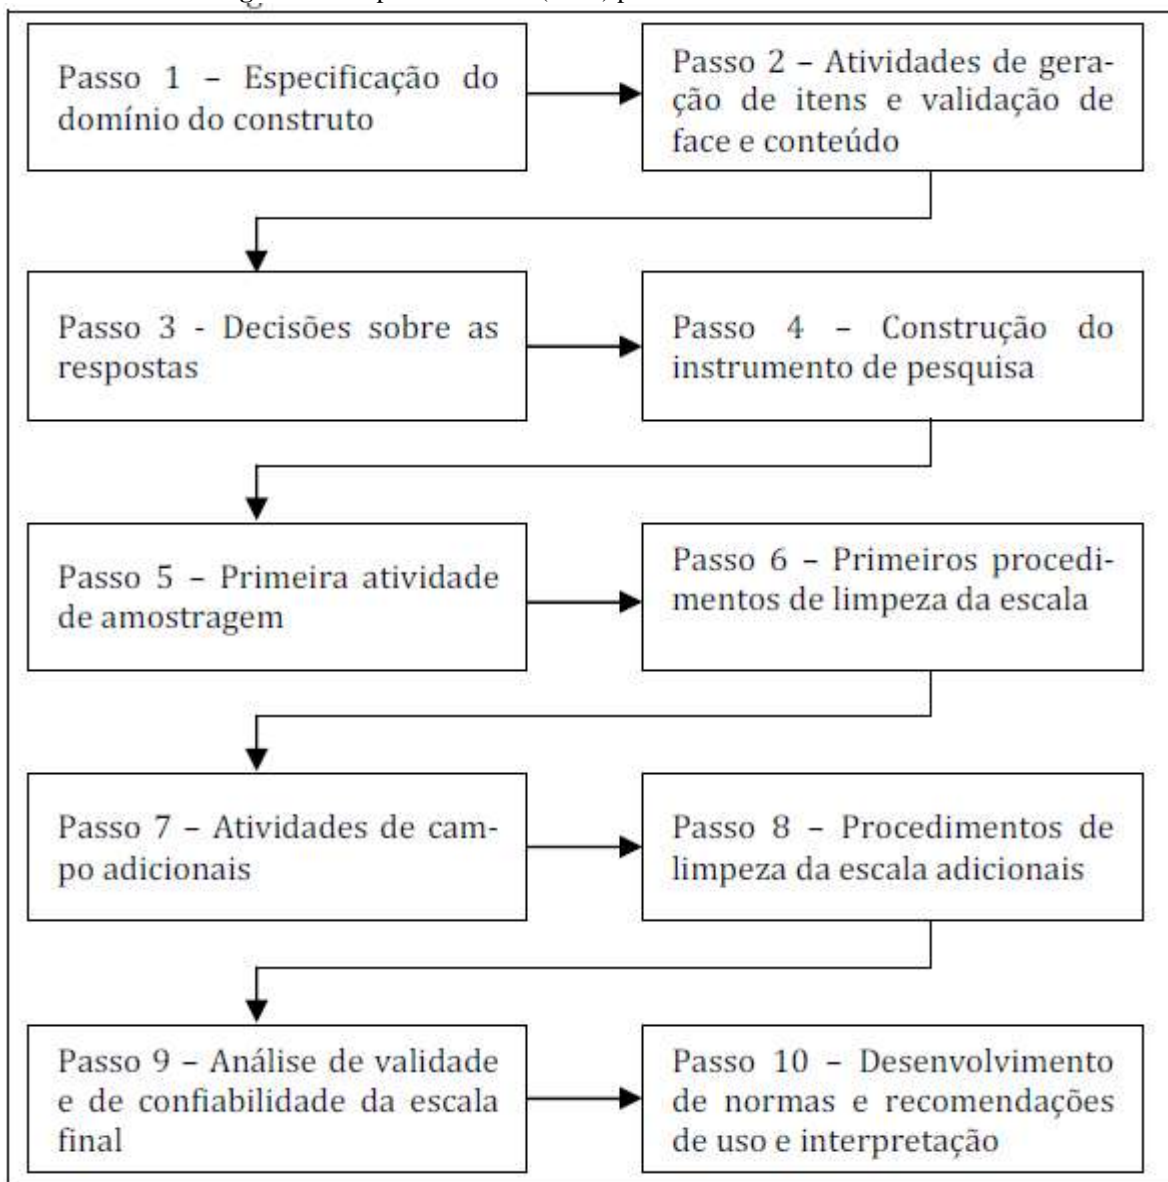 Passo 1 – Especificação do
domínio do construto
Passo 2 – Atividades de gera-
ção de itens e validação de
face e conteúdo
Passo 3 - Decisões sobre as
respostas
Passo 4 – Construção do
instrumento de pesquisa
Passo 5 – Primeira atividade
de amostragem
Passo 6 – Primeiros procedi-
mentos de limpeza da escala
Passo 7 – Atividades de cam-
po adicionais
Passo 8 – Procedimentos de
limpeza da escala adicionais
Passo 9 – Análise de validade
e de confiabilidade da escala
final
Passo 10 – Desenvolvimento
de normas e recomendações
de uso e interpretação